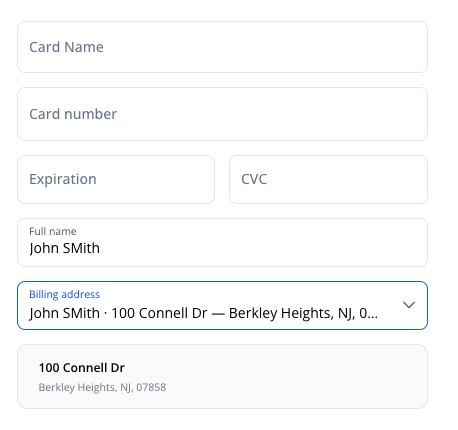 Card Name
Card number
Expiration
CVC
Full name
John SMith
Billing address
John SMith · 100 Connell Dr — Berkley Heights, NJ, 0...
100 Connell Dr
Berkley Heights, NJ, 07858